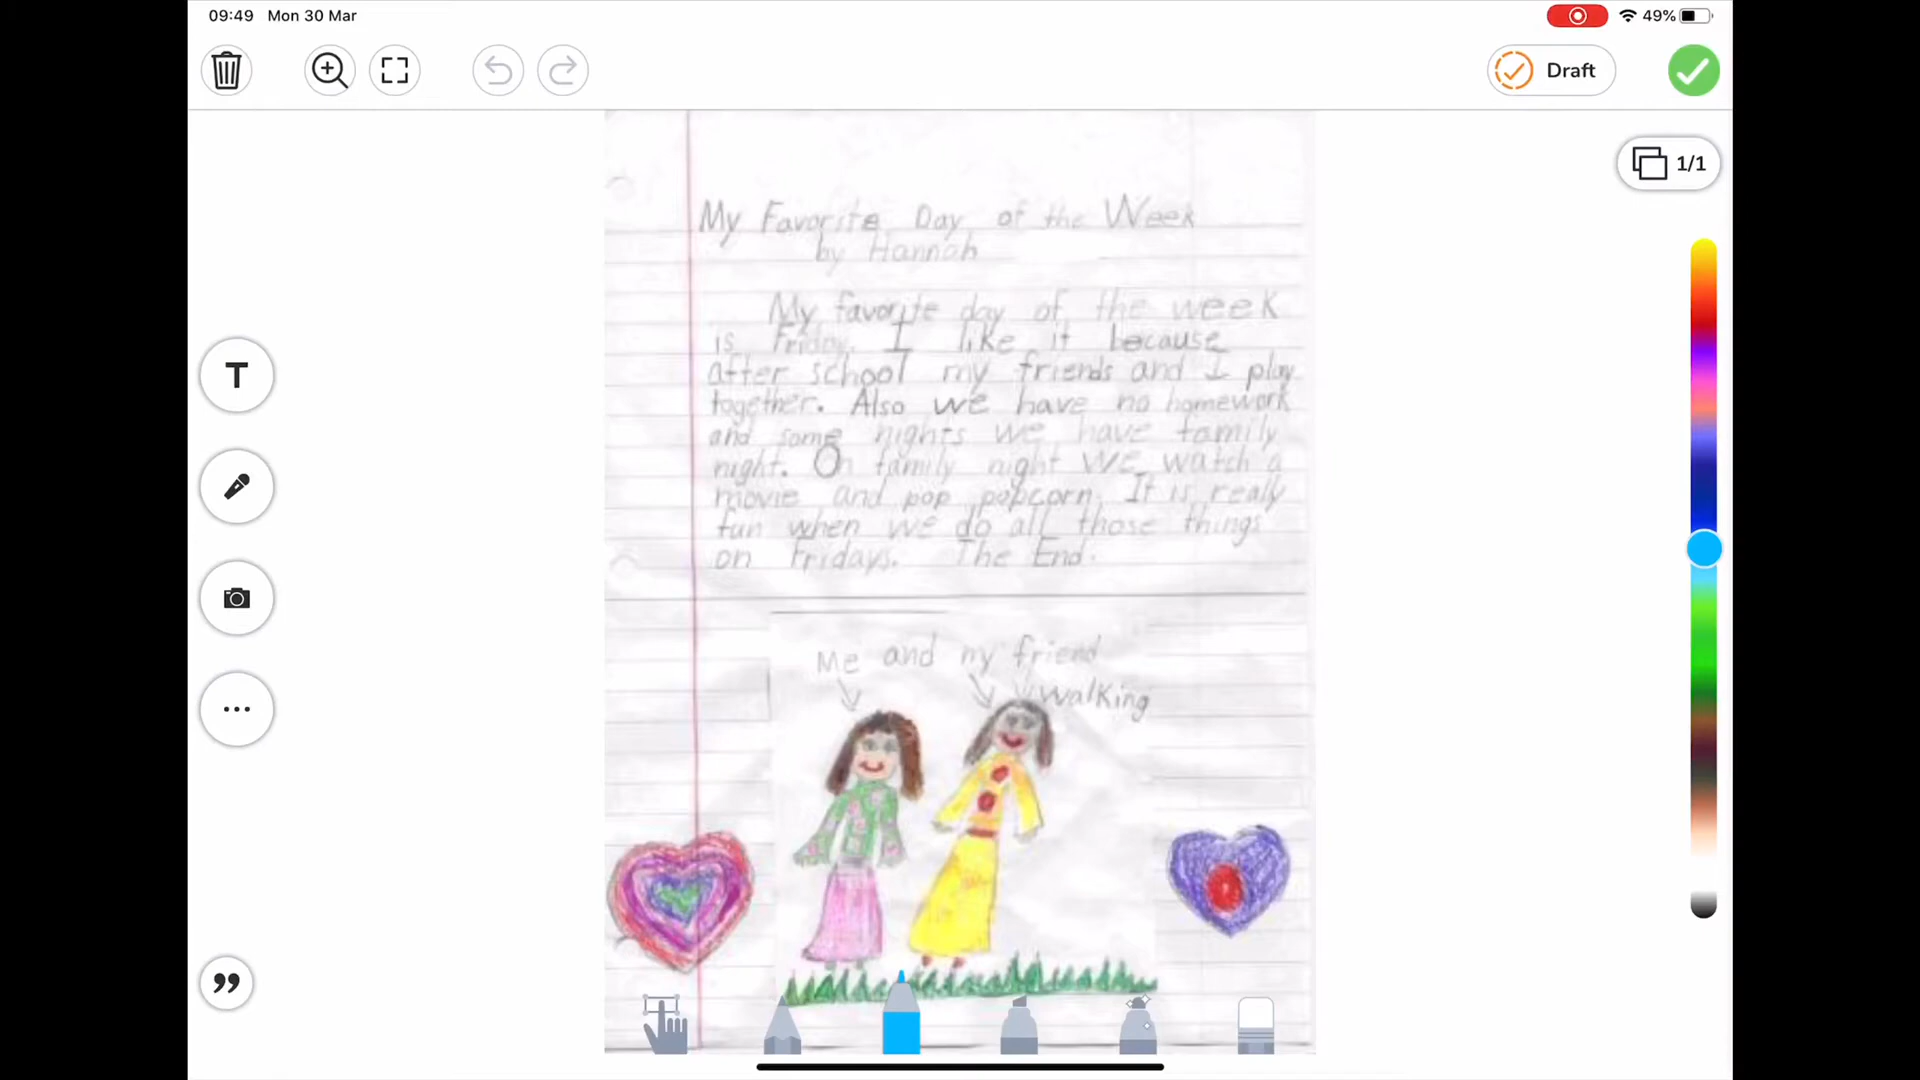 09:49 Mon 30 Mar
49%
Draft
1/1
T
My Favorite Day of the Week
by Hannah
My favorite day of the week
is Friday. I like it because
after school my friends and I play
together. Also we have no homework
and some nights we have family
night. On family night we watch a
movie and pop popcorn. It is really
fun when we do all those things
on Fridays. The End.
Me and my friend
walking